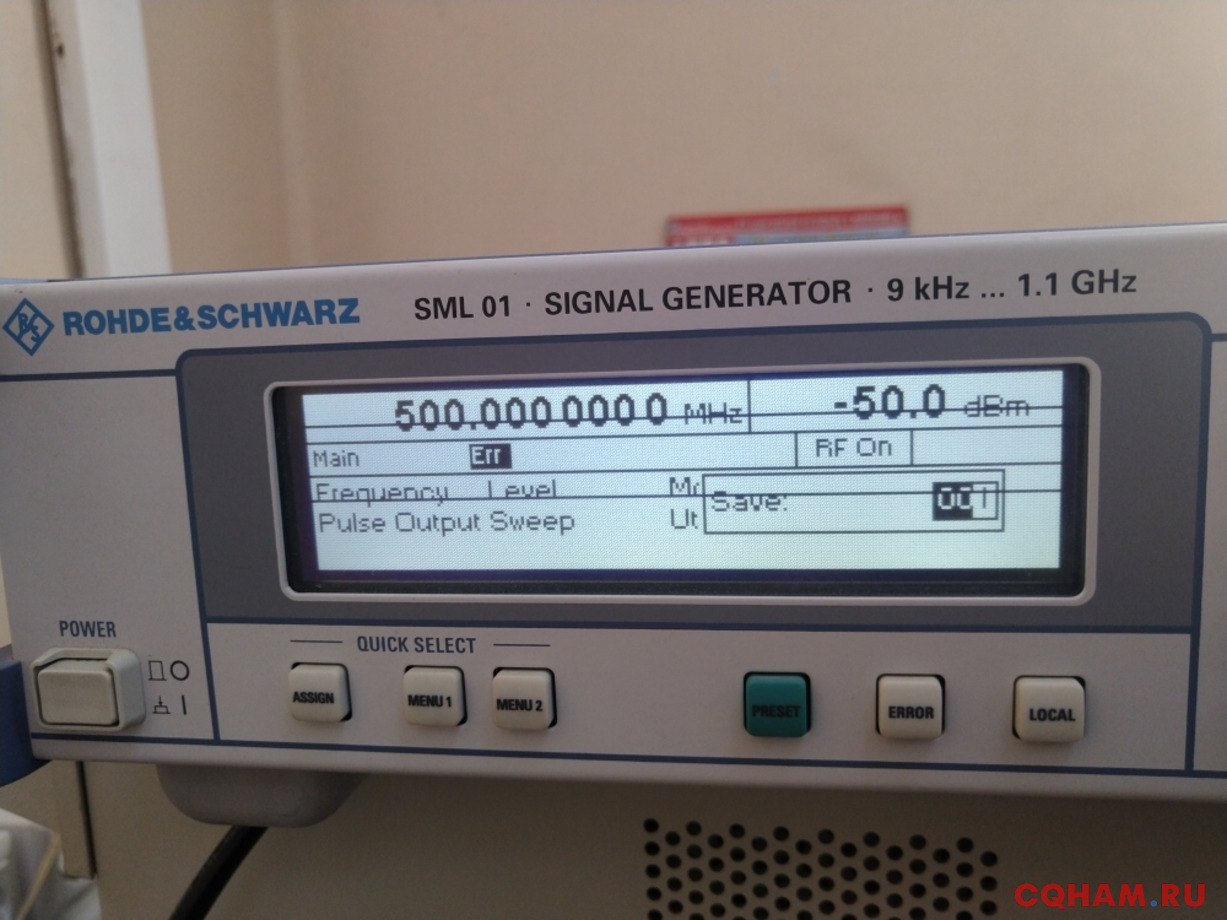 ROHDE&SCHWARZ
SML 01 · SIGNAL GENERATOR · 9 kHz ... 1.1 GHz
500.000 000 0 MHz
-50.0 dBm
Main Err RF On
Frequency Level
Save: 001
Pulse Output Sweep Ut
POWER
QUICK SELECT
ASSIGN
MENU 1
MENU 2
PRESET
ERROR
LOCAL
CQHAM.RU